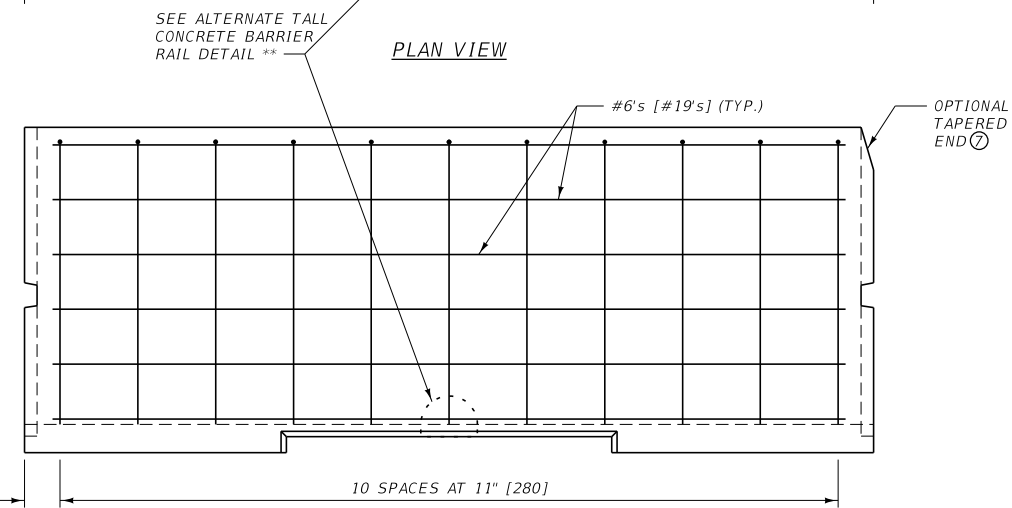 SEE ALTERNATE TALL
CONCRETE BARRIER
RAIL DETAIL **
PLAN VIEW
#6's [#19's] (TYP.)
OPTIONAL
TAPERED
END 7
10 SPACES AT 11" [280]